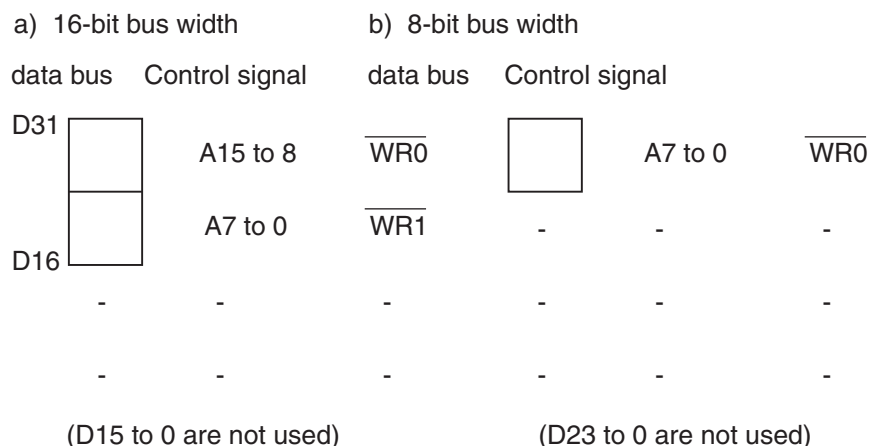 a) 16-bit bus width b) 8-bit bus width
data bus Control signal data bus Control signal
D31 A15 to 8 WR0 A7 to 0 WR0
A7 to 0 WR1 - - -
D16
- - - - - -
- - - - - -
(D15 to 0 are not used) (D23 to 0 are not used)